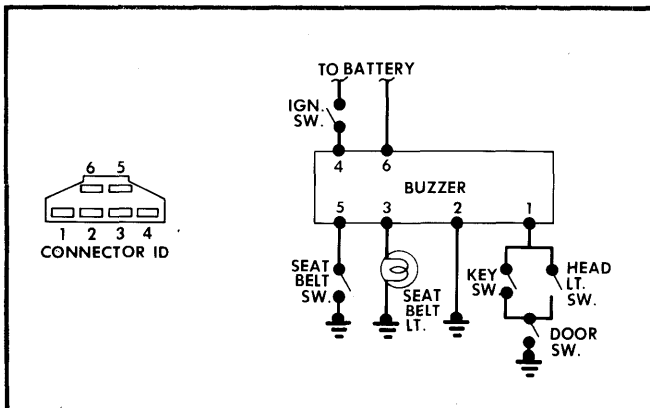 TO BATTERY
IGN.
SW.
4 6
BUZZER
5 3 2 1
SEAT
BELT
SW.
SEAT
BELT
LT.
KEY
SW.
HEAD
LT.
SW.
DOOR
SW.
6 5
1 2 3 4
CONNECTOR ID